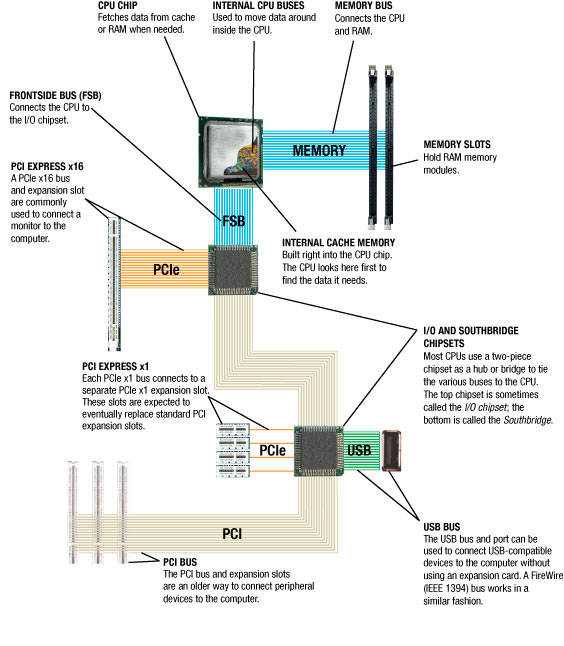 CPU CHIP
Fetches data from cache
or RAM when needed.
INTERNAL CPU BUSES
Used to move data around
inside the CPU.
MEMORY BUS
Connects the CPU
and RAM.
FRONTSIDE BUS (FSB)
Connects the CPU to
the I/O chipset.
MEMORY
MEMORY SLOTS
Hold RAM memory
modules.
PCI EXPRESS x16
A PCIe x16 bus
and expansion slot
are commonly
used to connect a
monitor to the
computer.
FSB
INTERNAL CACHE MEMORY
Built right into the CPU chip.
The CPU looks here first to
find the data it needs.
PCIe
I/O AND SOUTHBRIDGE
CHIPSETS
Most CPUs use a two-piece
chipset as a hub or bridge to tie
the various buses to the CPU.
The top chipset is sometimes
called the I/O chipset; the
bottom is called the Southbridge.
PCI EXPRESS x1
Each PCIe x1 bus connects to a
separate PCIe x1 expansion slot.
These slots are expected to
eventually replace standard PCI
expansion slots.
PCIe
USB
PCI
USB BUS
The USB bus and port can be
used to connect USB-compatible
devices to the computer without
using an expansion card. A FireWire
(IEEE 1394) bus works in a
similar fashion.
PCI BUS
The PCI bus and expansion slots
are an older way to connect peripheral
devices to the computer.